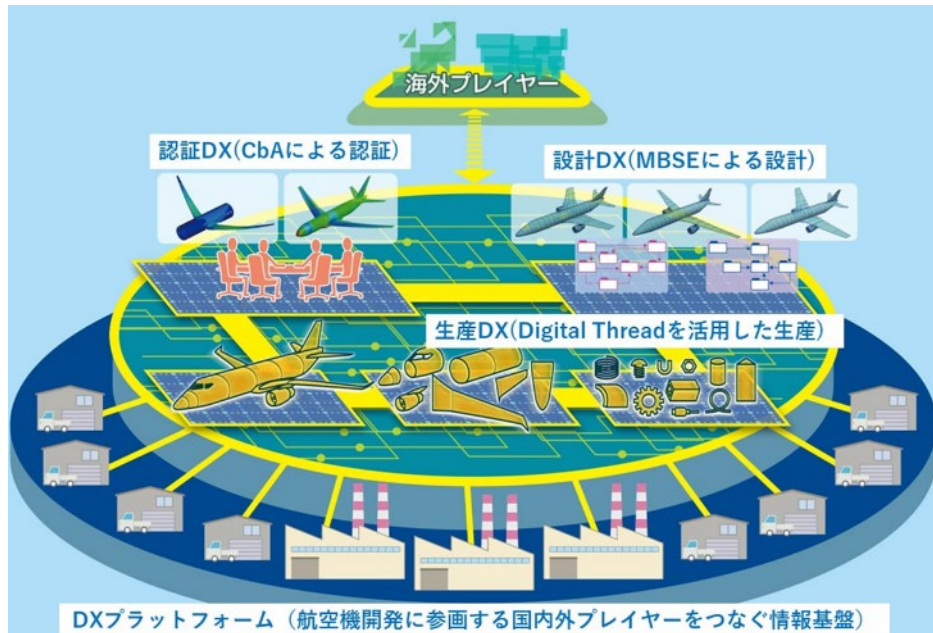 海外プレイヤー
認証DX(CbAによる認証)
設計DX(MBSEによる設計)
生産DX(Digital Threadを活用した生産)
DXプラットフォーム（航空機開発に参画する国内外プレイヤーをつなぐ情報基盤）